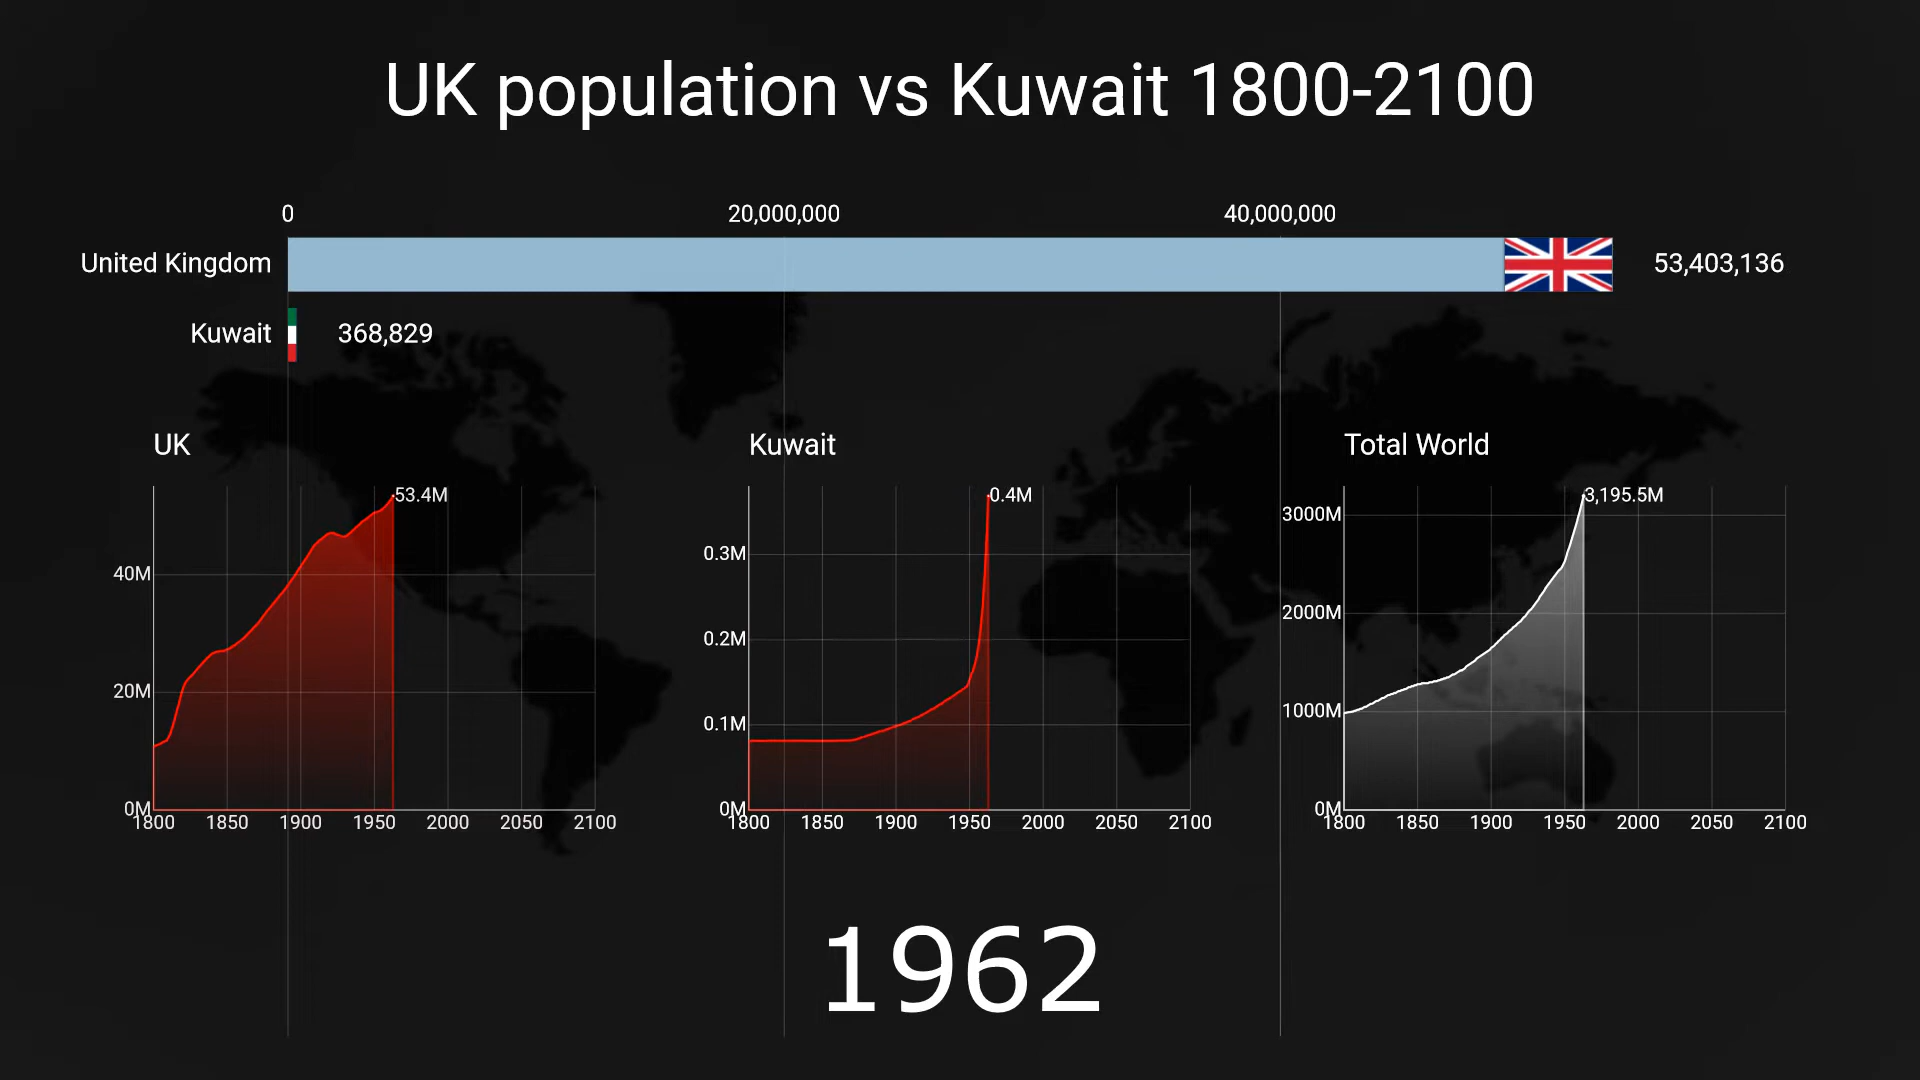 UK population vs Kuwait 1800-2100
0 20,000,000 40,000,000
United Kingdom 53,403,136
Kuwait 368,829
UK
53.4M
40M
20M
0M
1800 1850 1900 1950 2000 2050 2100
Kuwait
0.4M
0.3M
0.2M
0.1M
0M
1800 1850 1900 1950 2000 2050 2100
Total World
3,195.5M
3000M
2000M
1000M
0M
1800 1850 1900 1950 2000 2050 2100
1962